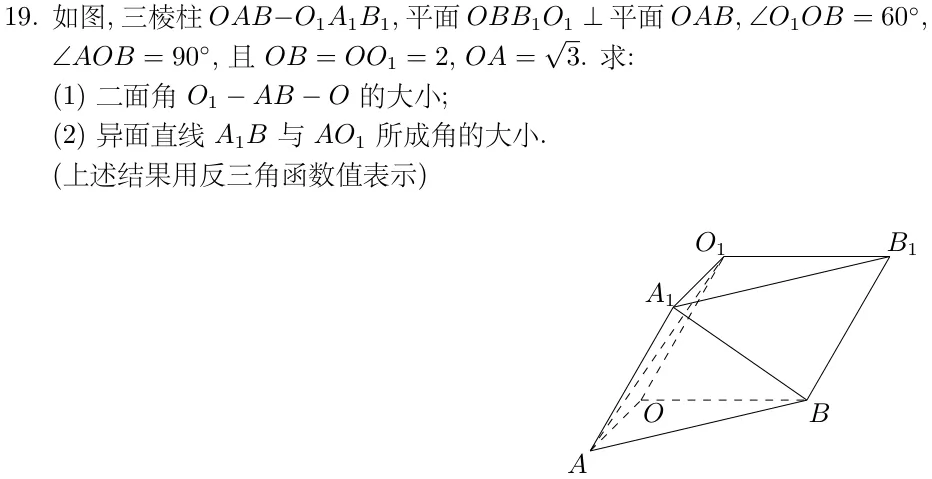 19. 如图, 三棱柱 OAB−O₁A₁B₁, 平面 OBB₁O₁ ⊥ 平面 OAB, ∠O₁OB = 60°,
∠AOB = 90°, 且 OB = OO₁ = 2, OA = √3. 求:
(1) 二面角 O₁ − AB − O 的大小;
(2) 异面直线 A₁B 与 AO₁ 所成角的大小.
(上述结果用反三角函数值表示)
O₁
B₁
A₁
O
B
A